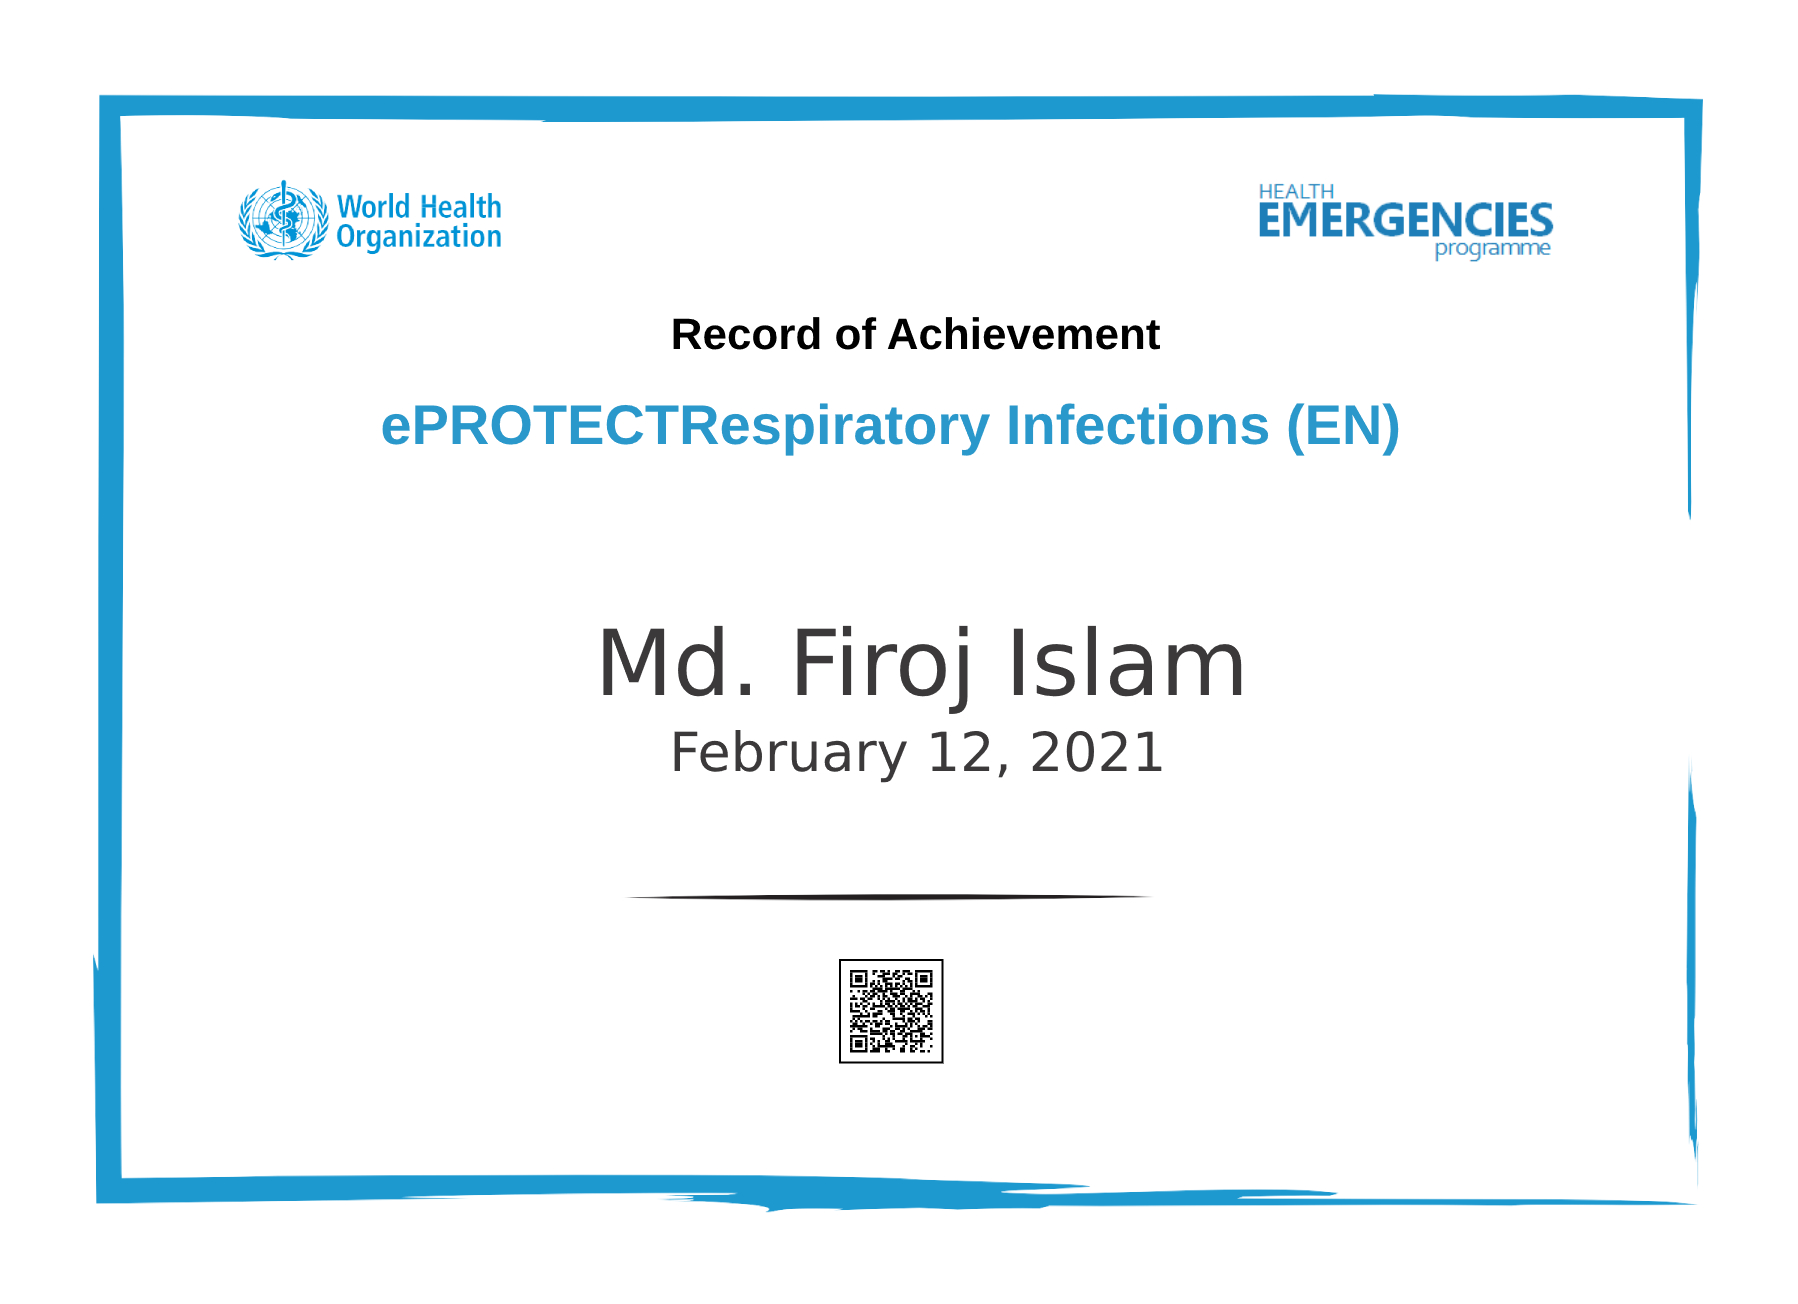 World Health
Organization
HEALTH
EMERGENCIES
programme
Record of Achievement
ePROTECTRespiratory Infections (EN)
Md. Firoj Islam
February 12, 2021